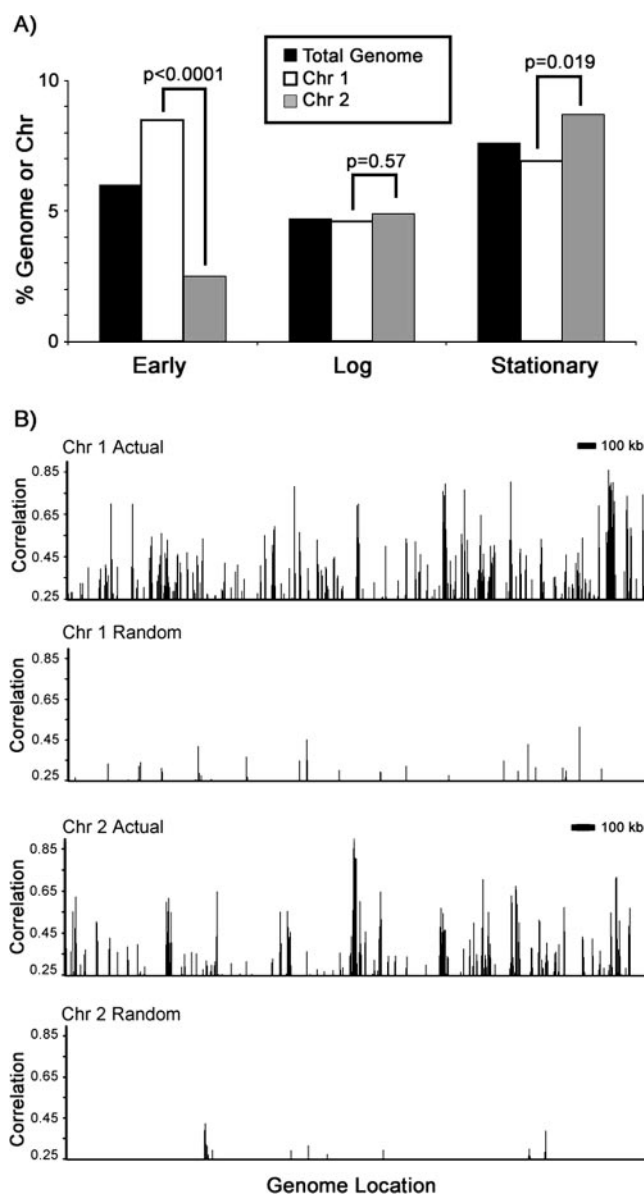 A)
p<0.0001
Total Genome
Chr 1
Chr 2
p=0.57
p=0.019
% Genome or Chr
10
5
0
Early
Log
Stationary
B)
Chr 1 Actual
100 kb
Correlation
0.85
0.65
0.45
0.25
Chr 1 Random
Correlation
0.85
0.65
0.45
0.25
Chr 2 Actual
100 kb
Correlation
0.85
0.65
0.45
0.25
Chr 2 Random
Correlation
0.85
0.65
0.45
0.25
Genome Location